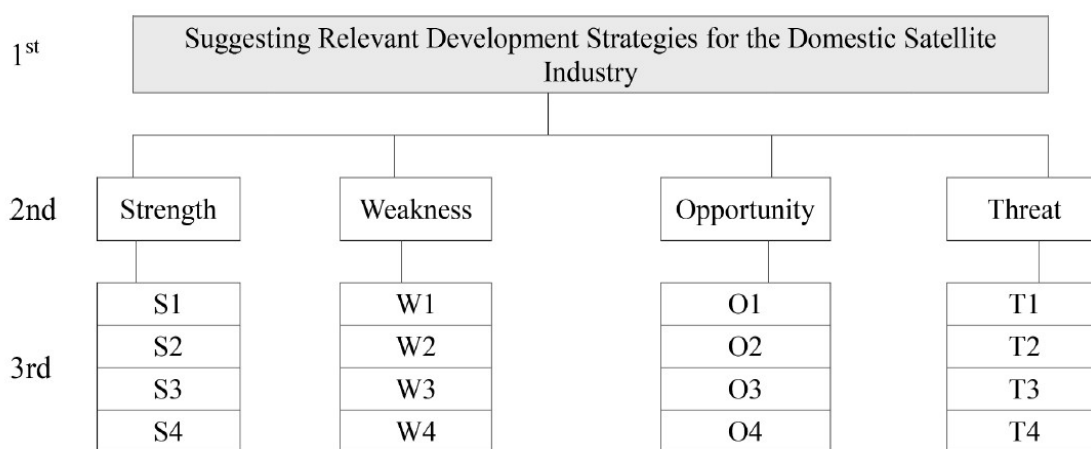 1st
Suggesting Relevant Development Strategies for the Domestic Satellite
Industry
2nd
Strength
Weakness
Opportunity
Threat
3rd
S1
W1
O1
T1
S2
W2
O2
T2
S3
W3
O3
T3
S4
W4
O4
T4